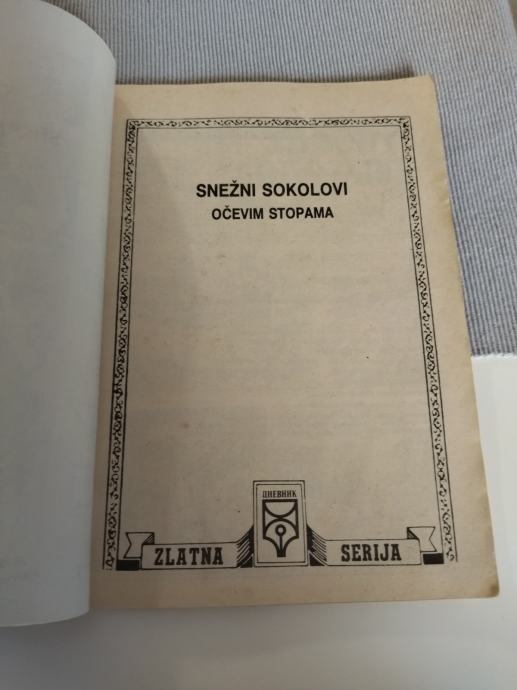 SNEŽNI SOKOLOVI
OČEVIM STOPAMA
ДНЕВНИК
ZLATNA SERIJA